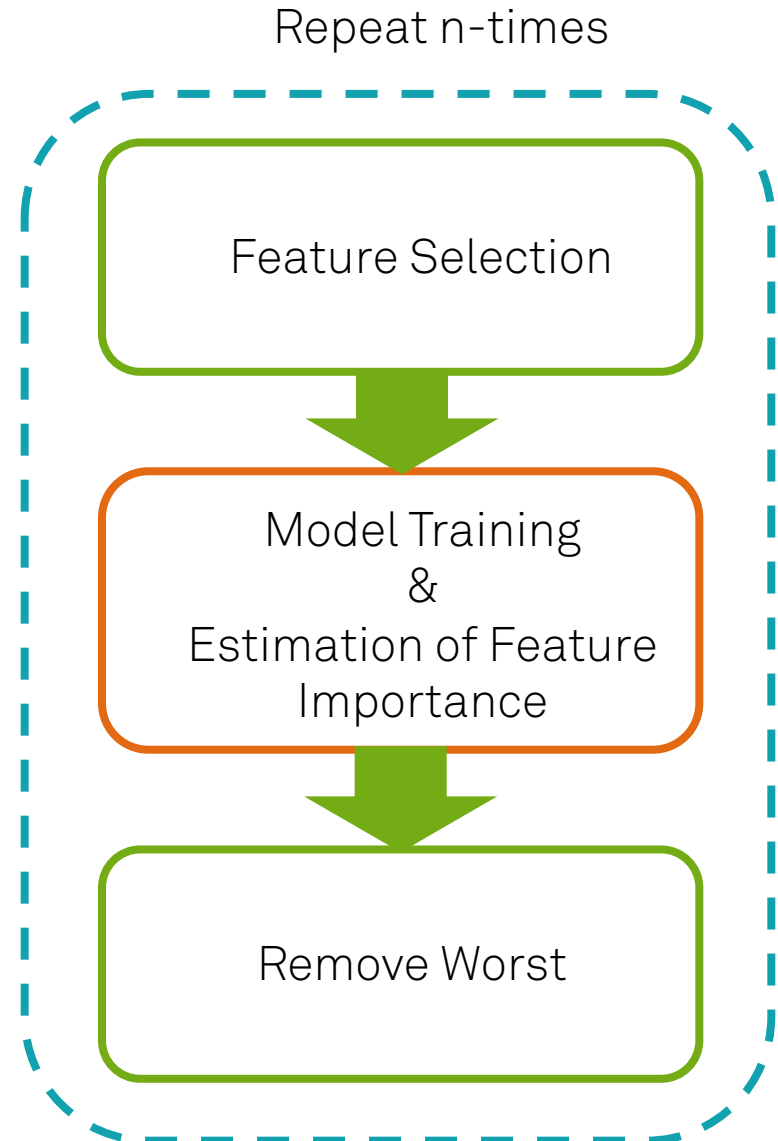 Repeat n-times
Feature Selection
Model Training
&
Estimation of Feature
Importance
Remove Worst